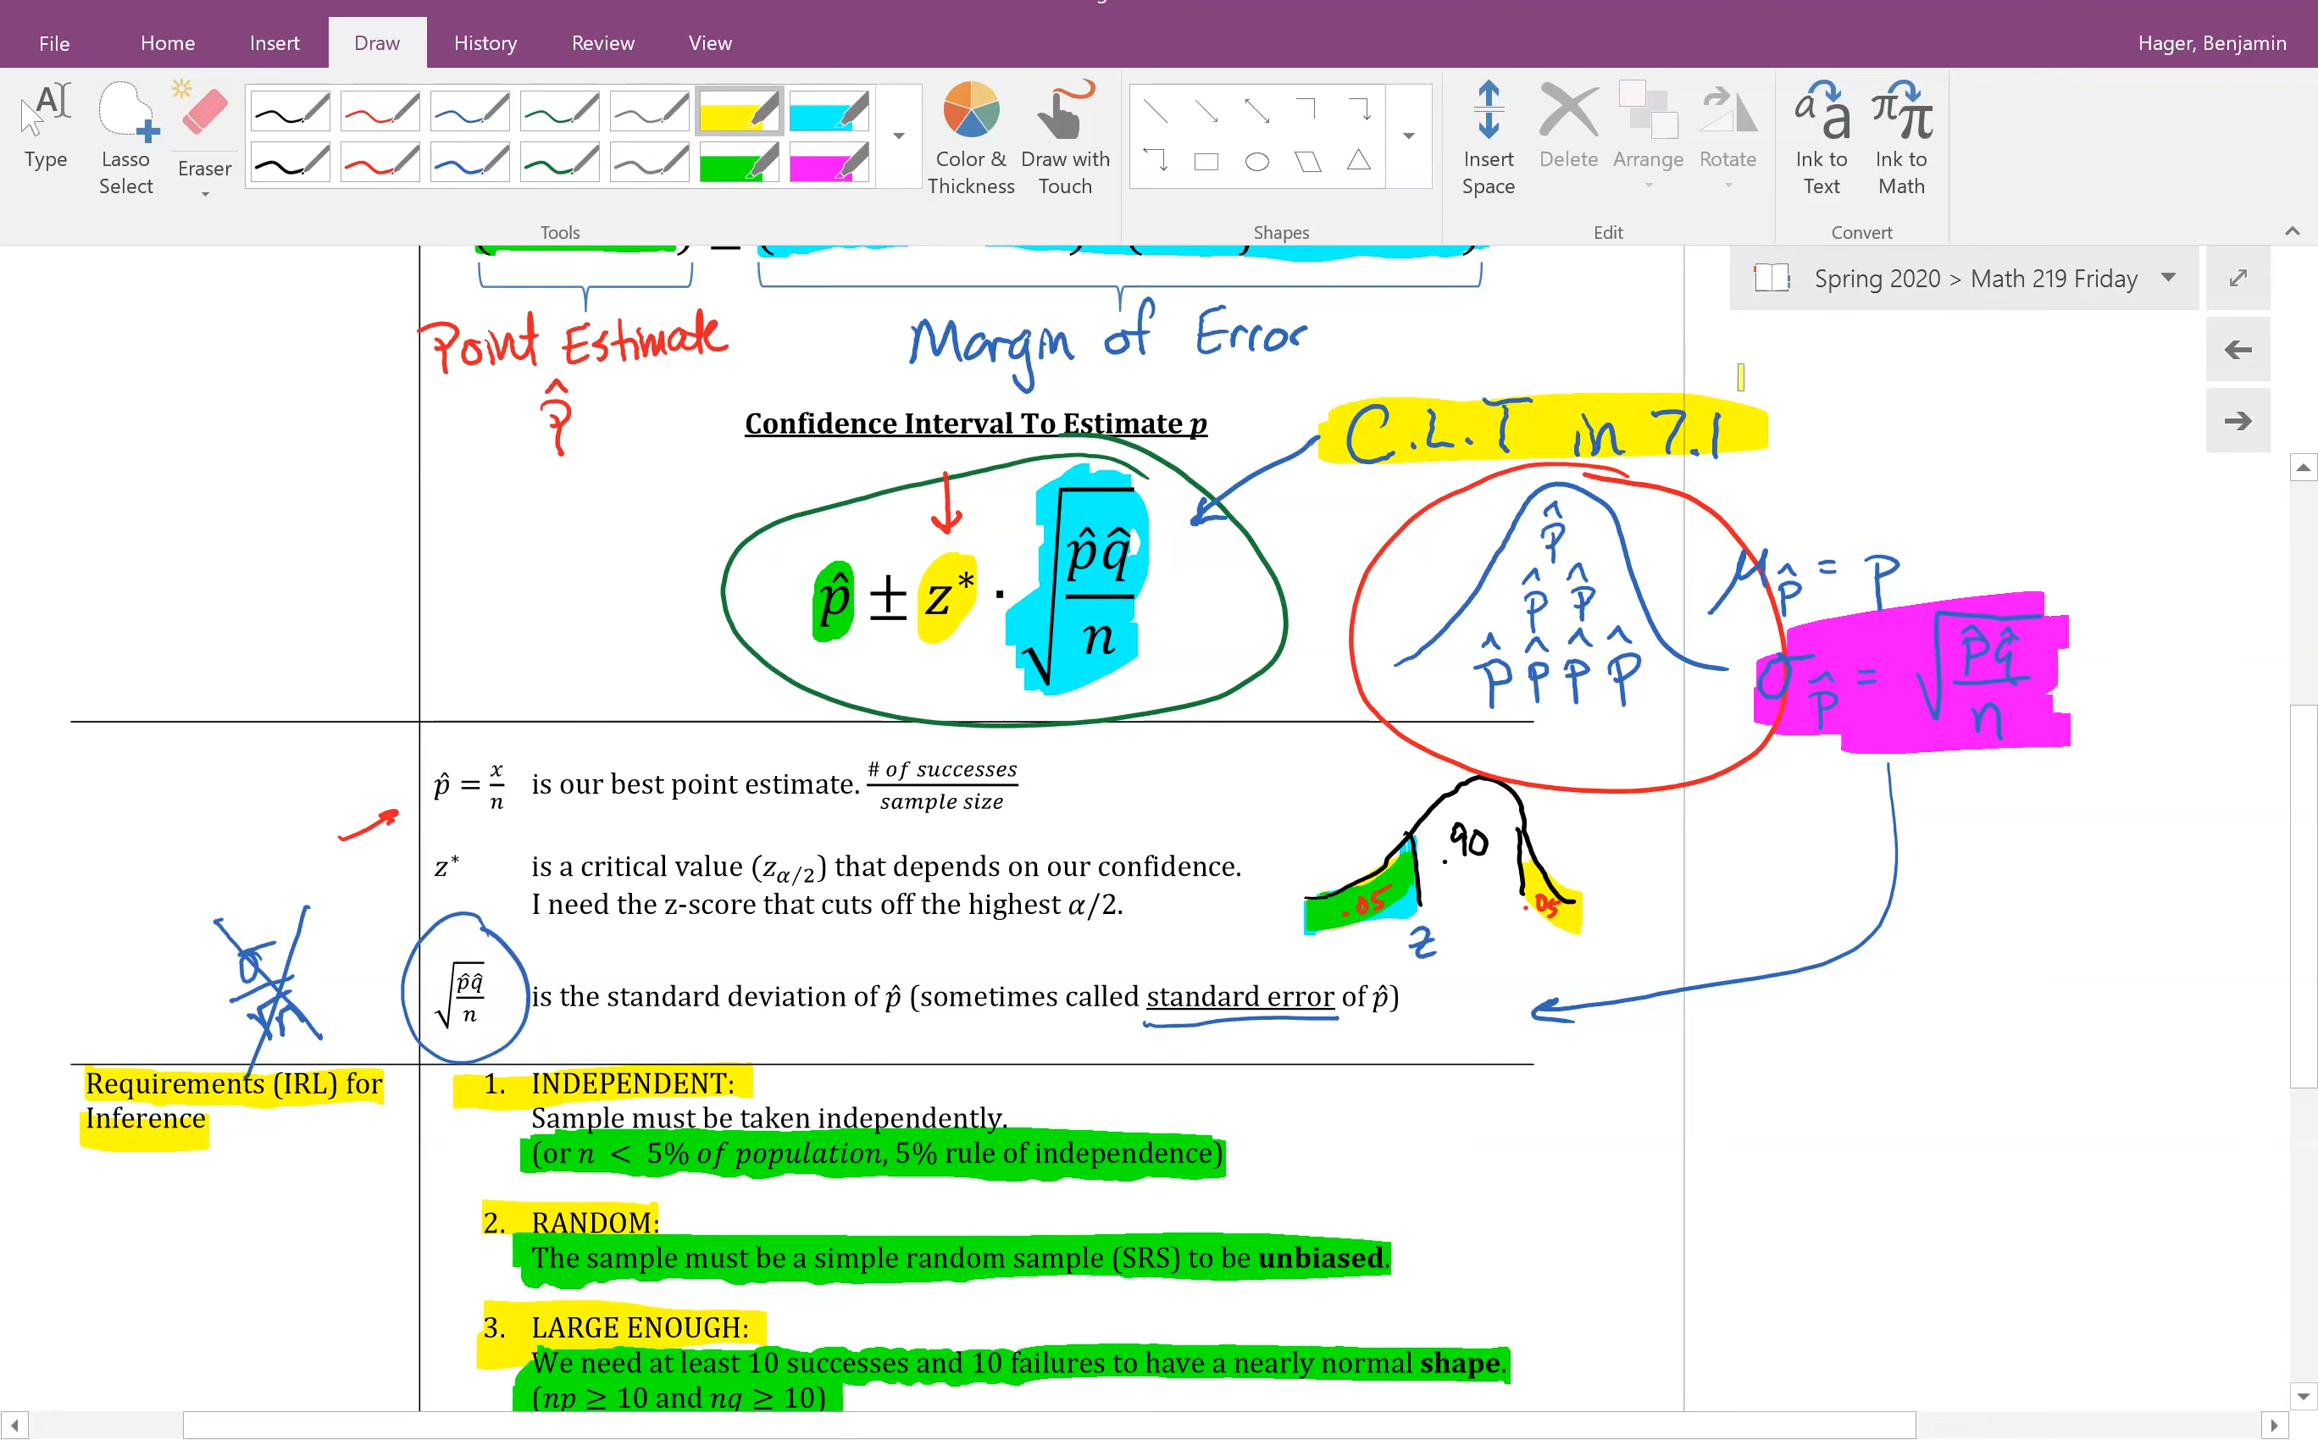 File Home Insert Draw History Review View Hager, Benjamin
Type Lasso Select Eraser Color & Thickness Draw with Touch Insert Space Delete Arrange Rotate Ink to Text Ink to Math
Tools Shapes Edit Convert
Spring 2020 > Math 219 Friday
Point Estimate
p̂
Margin of Error
Confidence Interval To Estimate p
C.L.T in 7.1
p̂ ± z* · √(p̂q̂/n)
p̂
p̂ p̂
p̂ p̂ p̂ p̂
μp̂ = p
σp̂ = √(p̂q̂/n)
p̂ = x/n is our best point estimate. # of successes / sample size
z* is a critical value (zα/2) that depends on our confidence.
I need the z-score that cuts off the highest α/2.
.90
.05 .05
z
σ/√n
√(p̂q̂/n) is the standard deviation of p̂ (sometimes called standard error of p̂)
Requirements (IRL) for
Inference
1. INDEPENDENT:
Sample must be taken independently.
(or n < 5% of population, 5% rule of independence)
2. RANDOM:
The sample must be a simple random sample (SRS) to be unbiased.
3. LARGE ENOUGH:
We need at least 10 successes and 10 failures to have a nearly normal shape.
(np ≥ 10 and nq ≥ 10)